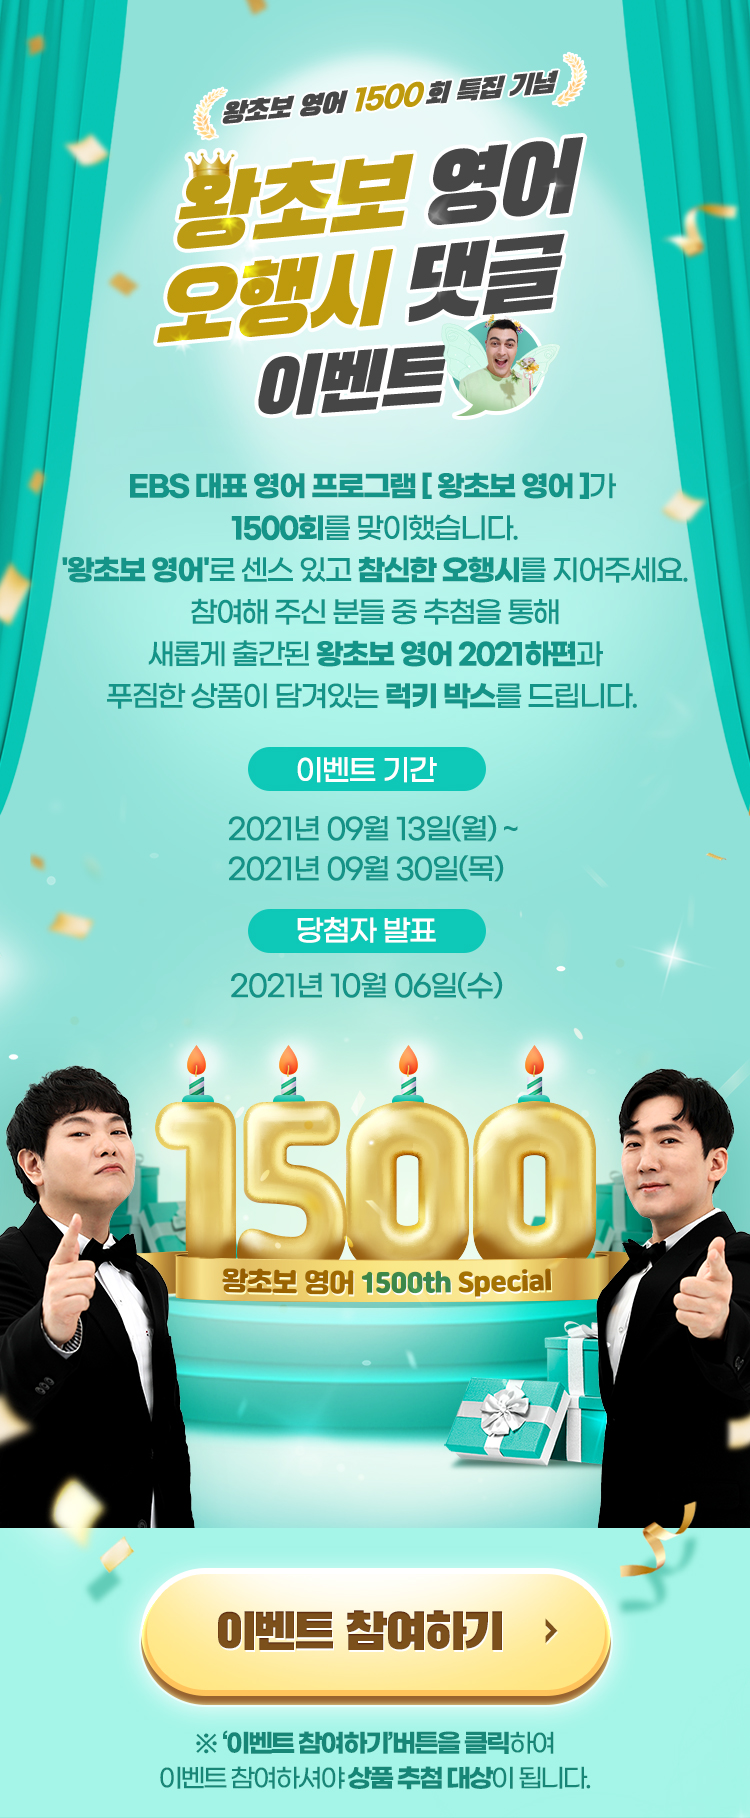 왕초보 영어 1500회 특집 기념
왕초보 영어
오행시 댓글
이벤트
EBS 대표 영어 프로그램 [ 왕초보 영어 ]가
1500회를 맞이했습니다.
'왕초보 영어'로 센스 있고 참신한 오행시를 지어주세요.
참여해 주신 분들 중 추첨을 통해
새롭게 출간된 왕초보 영어 2021하편과
푸짐한 상품이 담겨있는 럭키 박스를 드립니다.
이벤트 기간
2021년 09월 13일(월) ~
2021년 09월 30일(목)
당첨자 발표
2021년 10월 06일(수)
1500
왕초보 영어 1500th Special
이벤트 참여하기 >
※ '이벤트 참여하기'버튼을 클릭하여
이벤트 참여하셔야 상품 추첨 대상이 됩니다.